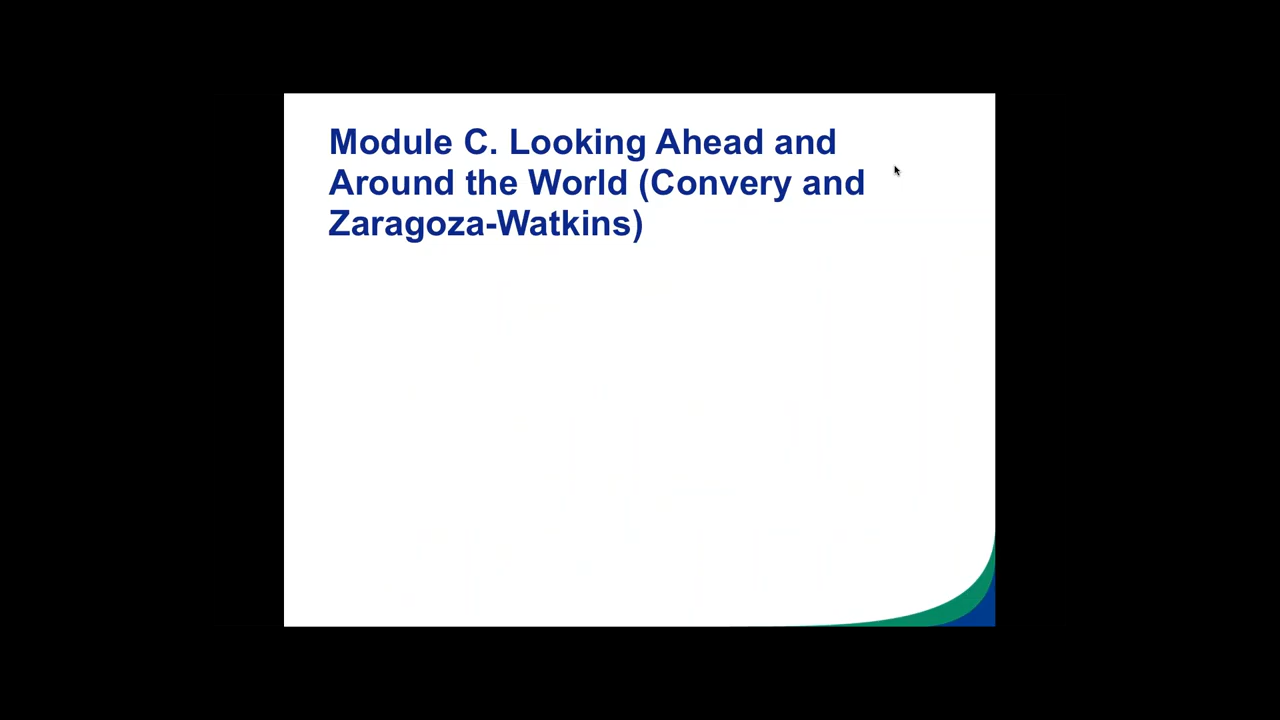 Module C. Looking Ahead and
Around the World (Convery and
Zaragoza-Watkins)